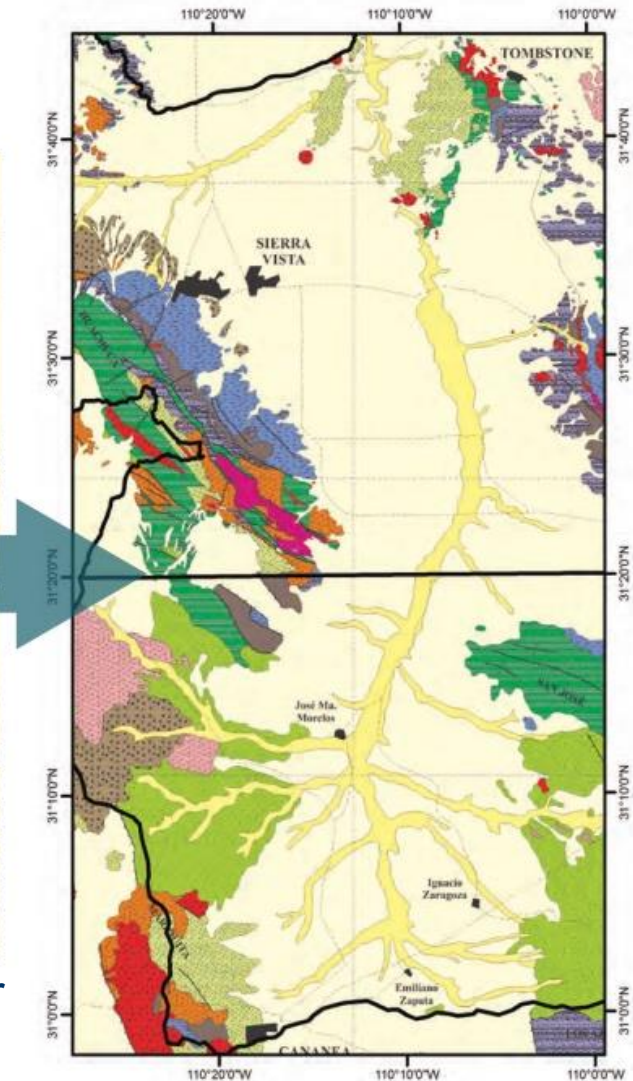 110°20'0"W
110°10'0"W
110°0'0"W
TOMBSTONE
31°40'0"N
31°40'0"N
SIERRA
VISTA
HUACHUCA
31°30'0"N
31°30'0"N
31°20'0"N
31°20'0"N
SAN JOSÉ
José Ma.
Morelos
31°10'0"N
31°10'0"N
Ignacio
Zaragoza
Emiliano
Zapata
31°0'0"N
31°0'0"N
CANANEA
110°20'0"W
110°10'0"W
110°0'0"W